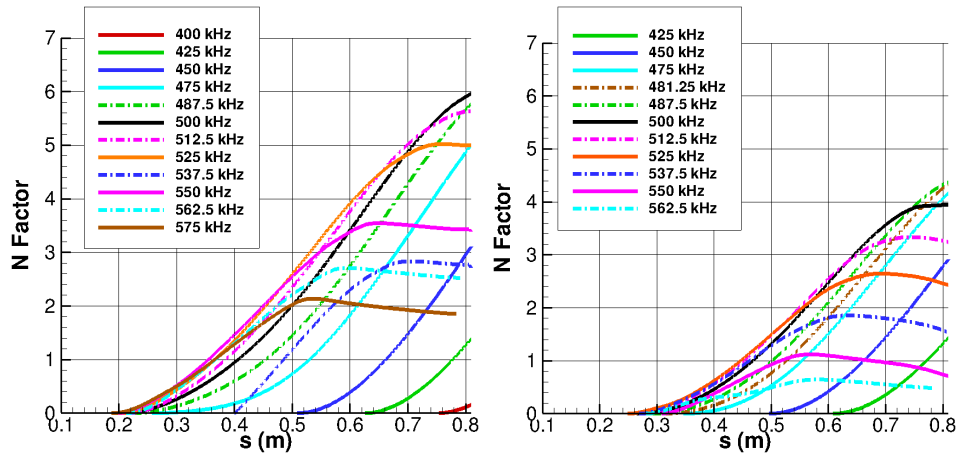 400 kHz
425 kHz
450 kHz
475 kHz
487.5 kHz
500 kHz
512.5 kHz
525 kHz
537.5 kHz
550 kHz
562.5 kHz
575 kHz
N Factor
7
6
5
4
3
2
1
0
0.1 0.2 0.3 0.4 0.5 0.6 0.7 0.8
s (m)
425 kHz
450 kHz
475 kHz
481.25 kHz
487.5 kHz
500 kHz
512.5 kHz
525 kHz
537.5 kHz
550 kHz
562.5 kHz
N Factor
7
6
5
4
3
2
1
0
0.1 0.2 0.3 0.4 0.5 0.6 0.7 0.8
s (m)